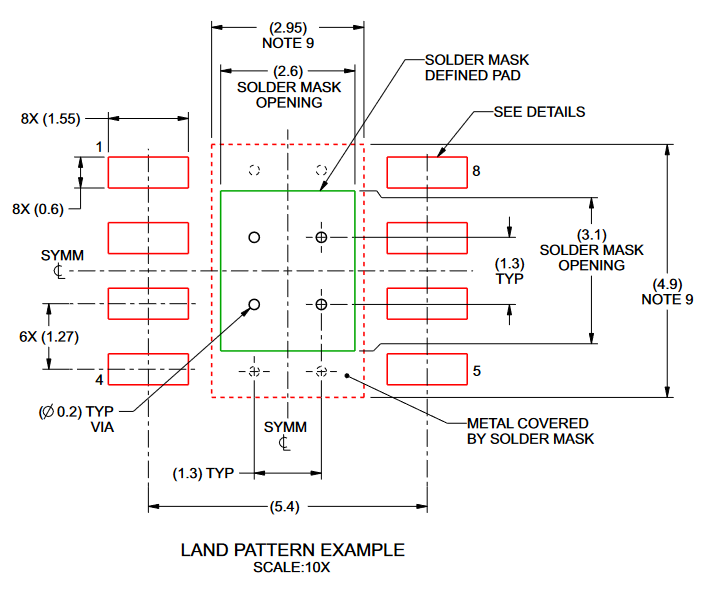 (2.95)
NOTE 9
(2.6)
SOLDER MASK
OPENING
SOLDER MASK
DEFINED PAD
SEE DETAILS
8X (1.55)
1
8
8X (0.6)
SYMM
℄
(3.1)
SOLDER MASK
OPENING
(1.3)
TYP
(4.9)
NOTE 9
6X (1.27)
4
5
(Ø 0.2) TYP
VIA
METAL COVERED
BY SOLDER MASK
SYMM
℄
(1.3) TYP
(5.4)
LAND PATTERN EXAMPLE
SCALE:10X